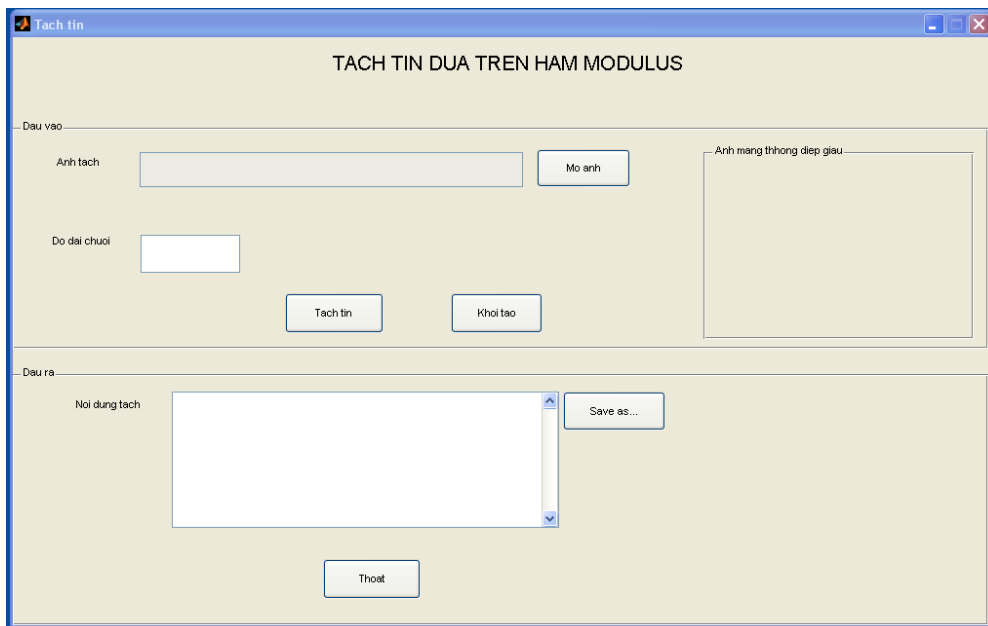 Tach tin
TACH TIN DUA TREN HAM MODULUS
Dau vao
Anh tach
Mo anh
Anh mang thhong diep giau
Do dai chuoi
Tach tin
Khoi tao
Dau ra
Noi dung tach
Save as...
Thoat